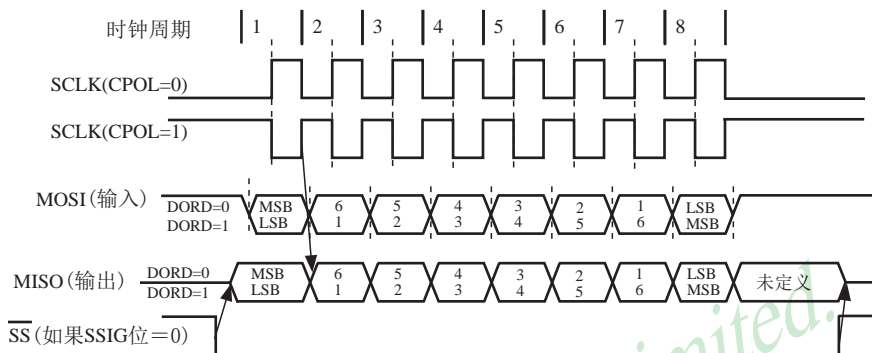 时钟周期 1 2 3 4 5 6 7 8
SCLK(CPOL=0)
SCLK(CPOL=1)
MOSI(输入) DORD=0 MSB 6 5 4 3 2 1 LSB
DORD=1 LSB 1 2 3 4 5 6 MSB
MISO(输出) DORD=0 MSB 6 5 4 3 2 1 LSB 未定义
DORD=1 LSB 1 2 3 4 5 6 MSB
SS(如果SSIG位=0)
imited.